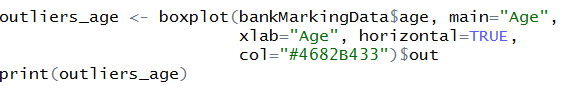 outliers_age <- boxplot(bankMarkingData$age, main="Age",
xlab="Age", horizontal=TRUE,
col="#4682B433")$out
print(outliers_age)